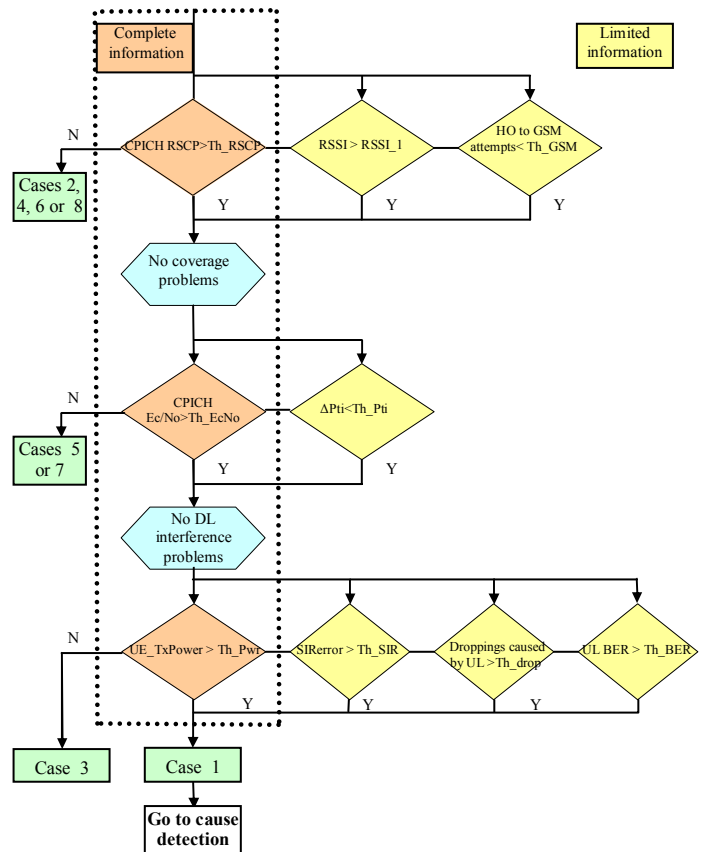 Complete
information
Limited
information
N
CPICH RSCP>Th_RSCP
RSSI > RSSI_1
HO to GSM
attempts< Th_GSM
Cases 2,
4, 6 or  8
Y
Y
Y
No coverage
problems
N
CPICH
Ec/No>Th_EcNo
ΔPti<Th_Pti
Cases  5
or 7
Y
Y
No DL
interference
problems
N
UE_TxPower > Th_Pwr
SIRerror > Th_SIR
Droppings caused
by UL >Th_drop
UL BER > Th_BER
Y
Y
Y
Case  3
Case  1
Go to cause
detection